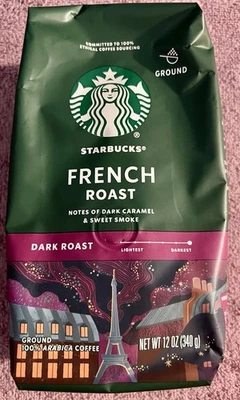 COMMITTED TO 100%
ETHICAL COFFEE SOURCING
GROUND
STARBUCKS®
FRENCH
ROAST
NOTES OF DARK CARAMEL
& SWEET SMOKE
DARK ROAST
LIGHTEST
DARKEST
GROUND
100% ARABICA COFFEE
NET WT 12 OZ (340 g)